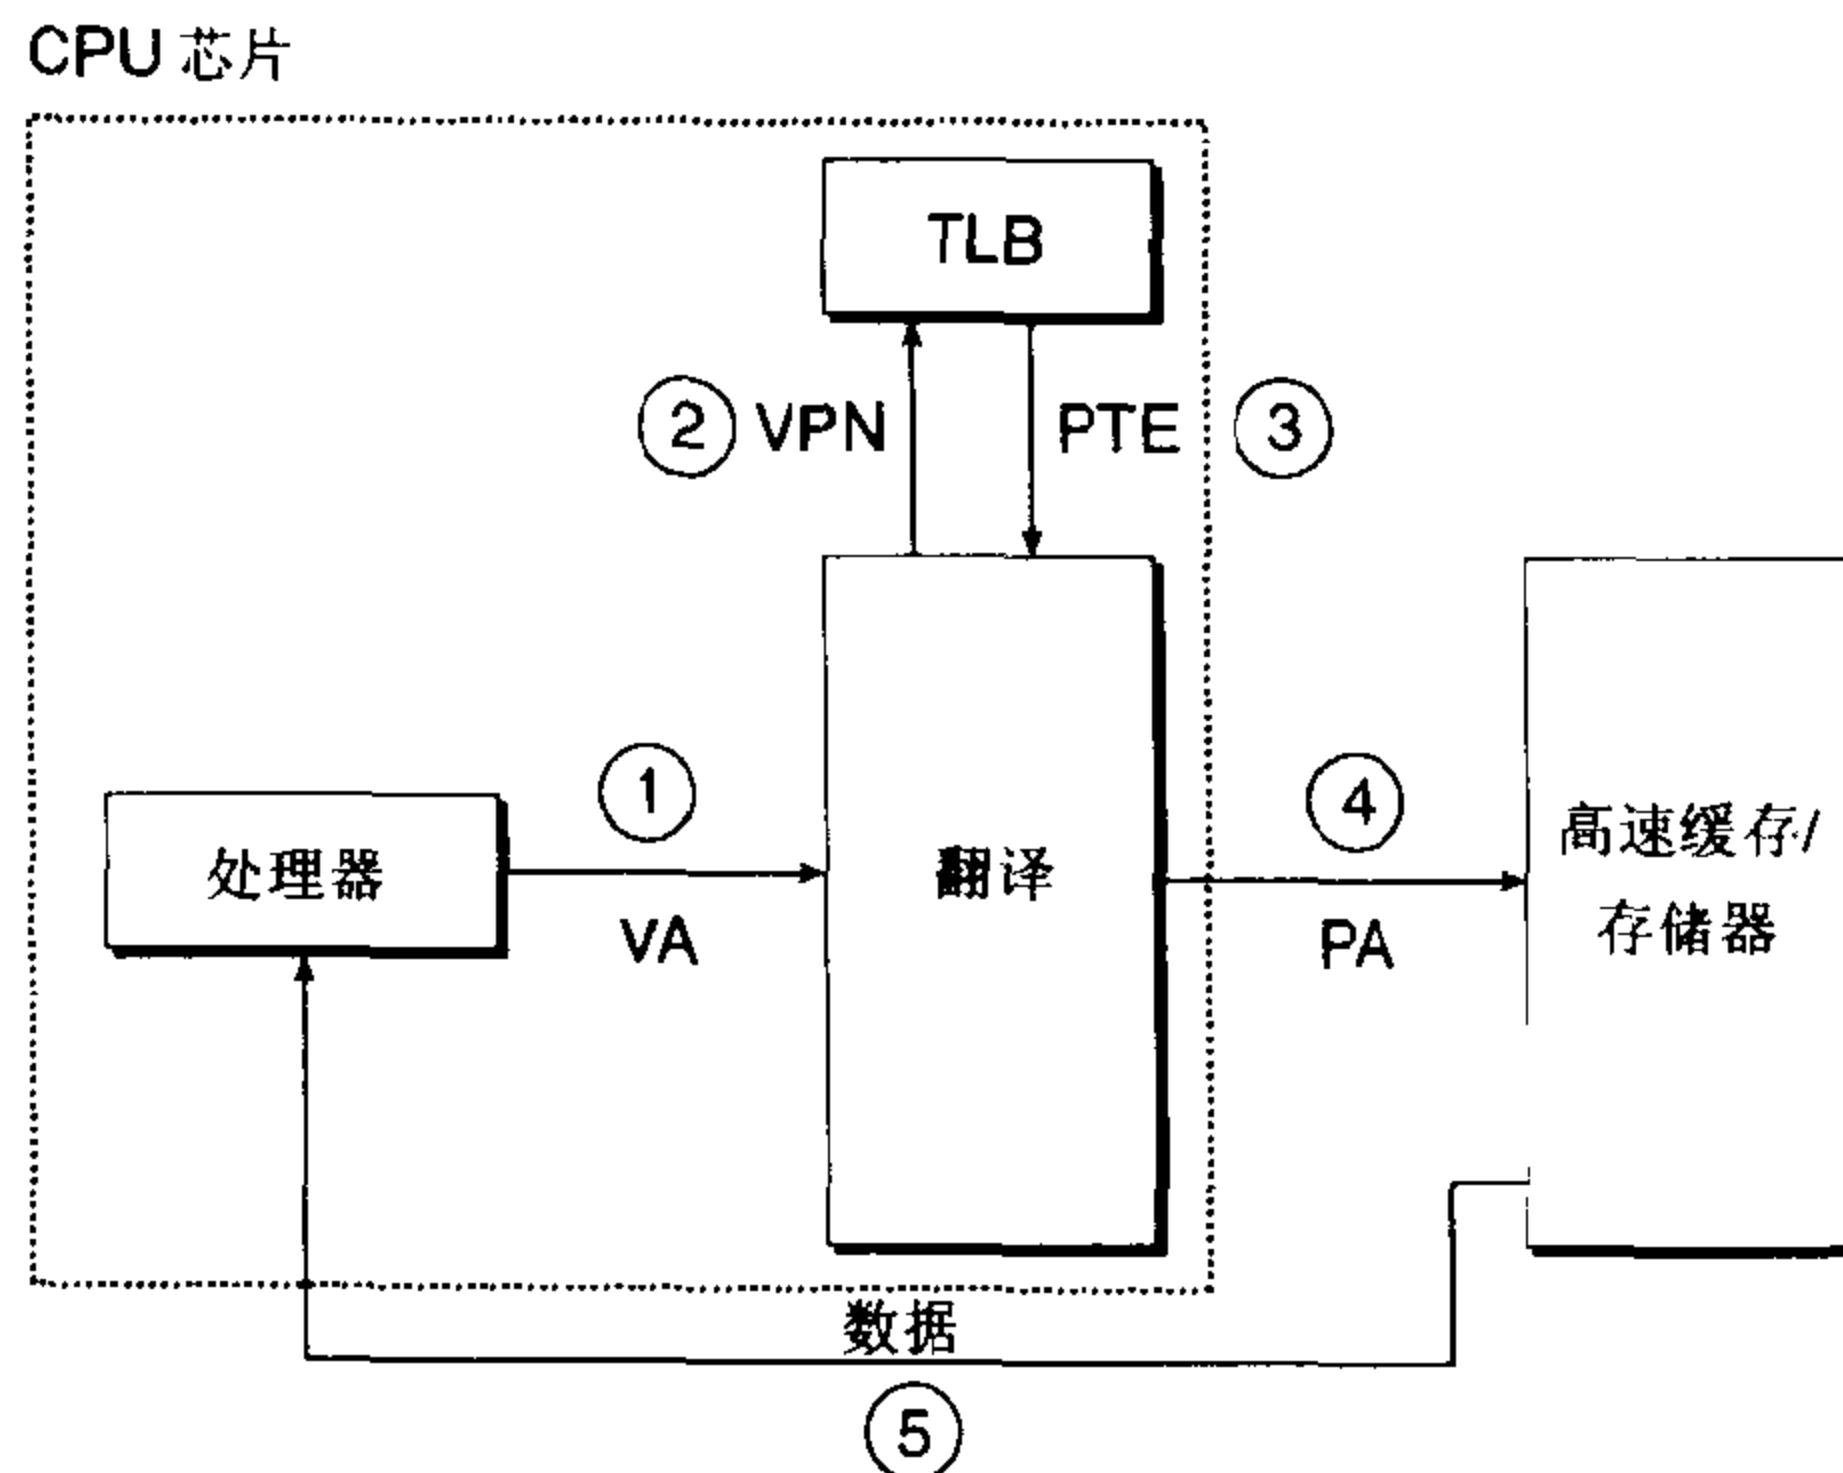 CPU 芯片
TLB
② VPN
PTE ③
①
处理器
VA
翻译
④
PA
高速缓存/
存储器
数据
⑤